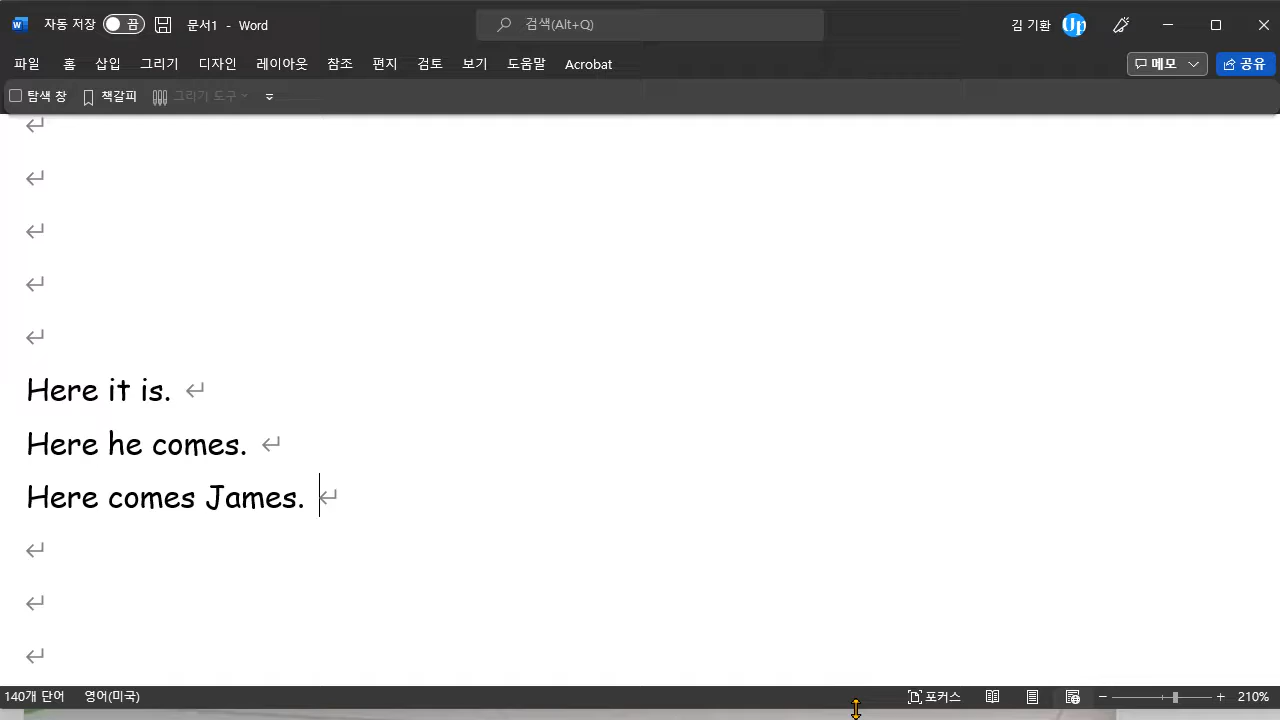 자동 저장 끔 문서1 - Word 검색(Alt+Q) 김 기환 Up
파일 홈 삽입 그리기 디자인 레이아웃 참조 편지 검토 보기 도움말 Acrobat 메모 공유
탐색 창 책갈피 그리기 도구
Here it is.
Here he comes.
Here comes James.
140개 단어 영어(미국) 포커스 210%